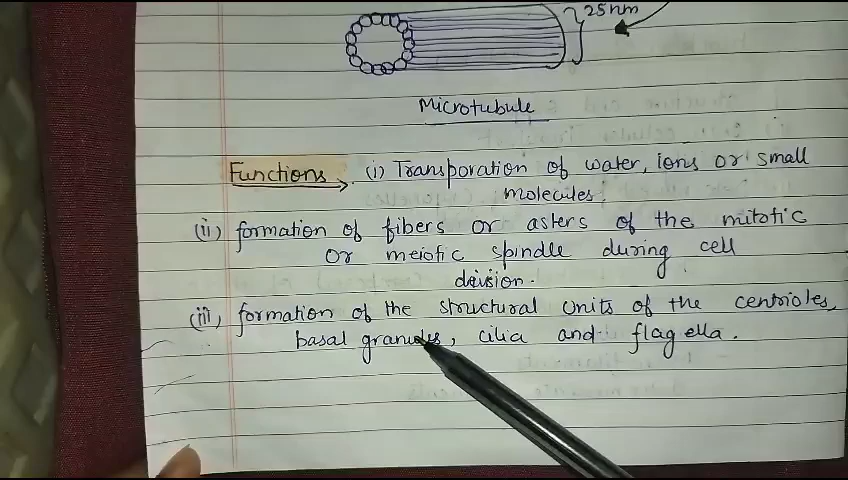 25nm
Microtubule
Functions (i) Transporation of water, ions or small
molecules.
(ii) formation of fibers or asters of the mitotic
or meiotic spindle during cell
division.
(iii) formation of the structural units of the centrioles,
basal granules, cilia and flagella.